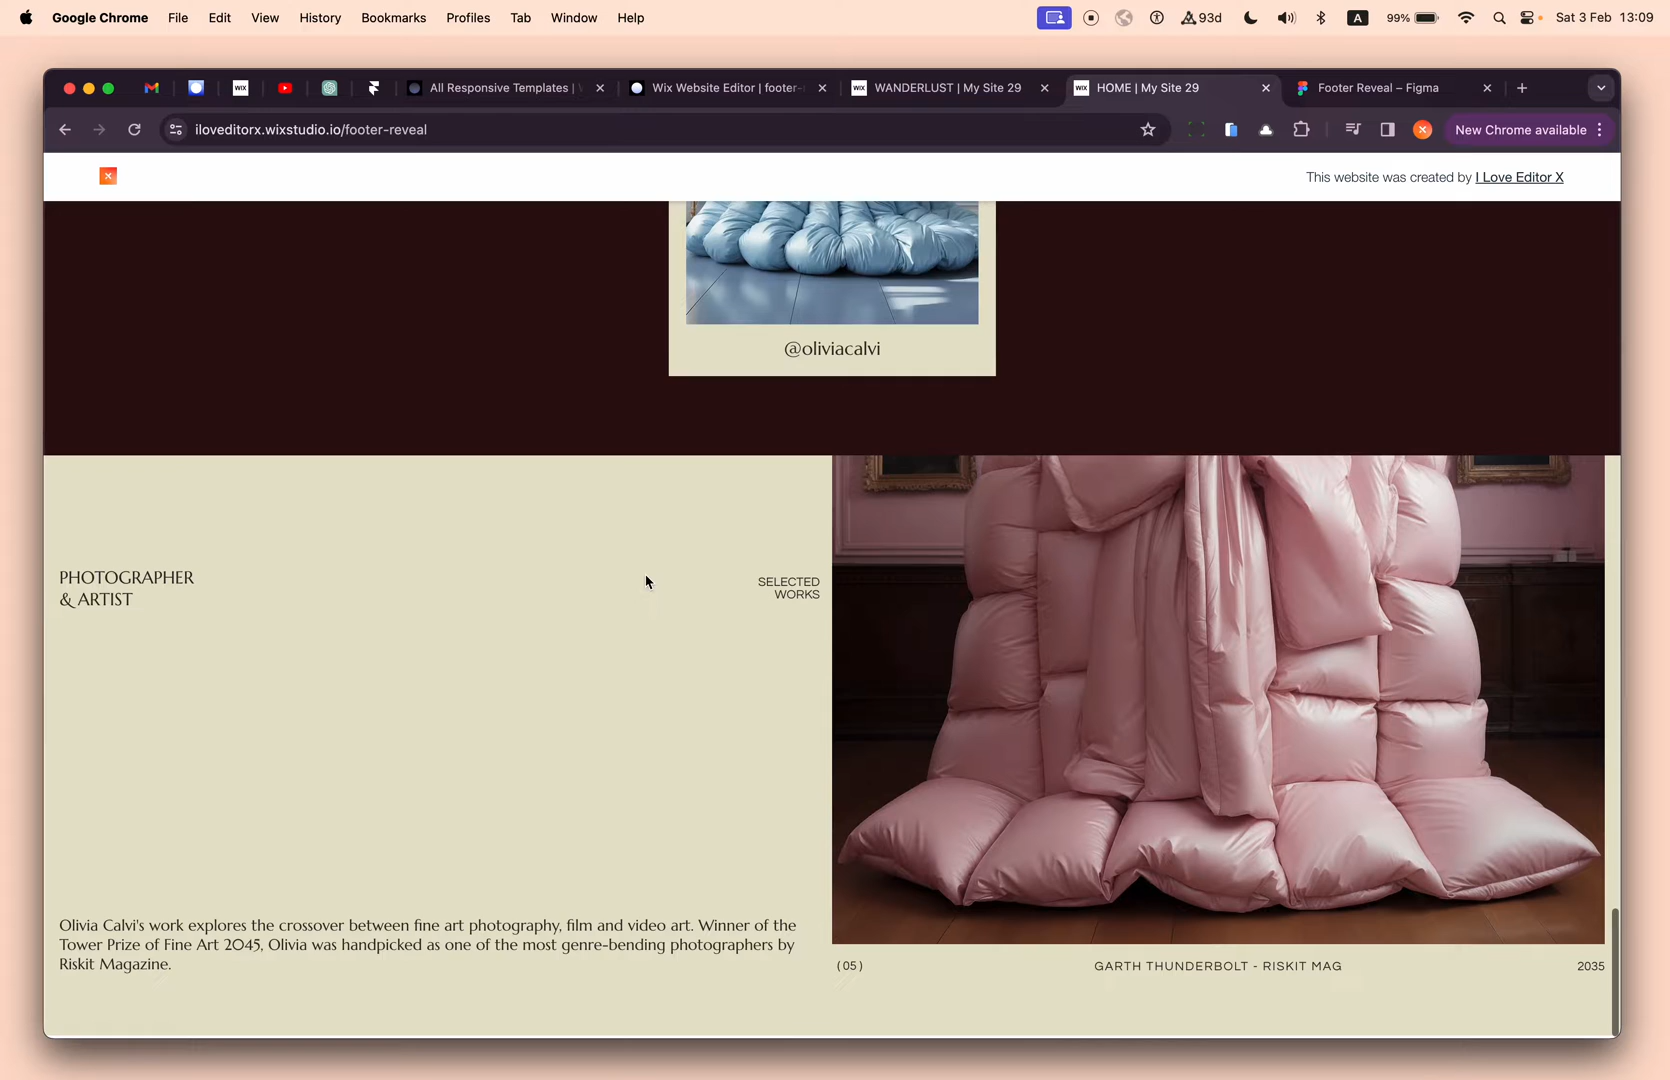 Google Chrome File Edit View History Bookmarks Profiles Tab Window Help
93d A 99% Sat 3 Feb 13:09
WIX All Responsive Templates | Wix Website Editor | footer- WIX WANDERLUST | My Site 29 WIX HOME | My Site 29 Footer Reveal – Figma
iloveditorx.wixstudio.io/footer-reveal
New Chrome available
This website was created by I Love Editor X
@oliviacalvi
PHOTOGRAPHER
& ARTIST
SELECTED
WORKS
Olivia Calvi's work explores the crossover between fine art photography, film and video art. Winner of the
Tower Prize of Fine Art 2045, Olivia was handpicked as one of the most genre-bending photographers by
Riskit Magazine.
(05) GARTH THUNDERBOLT - RISKIT MAG 2035